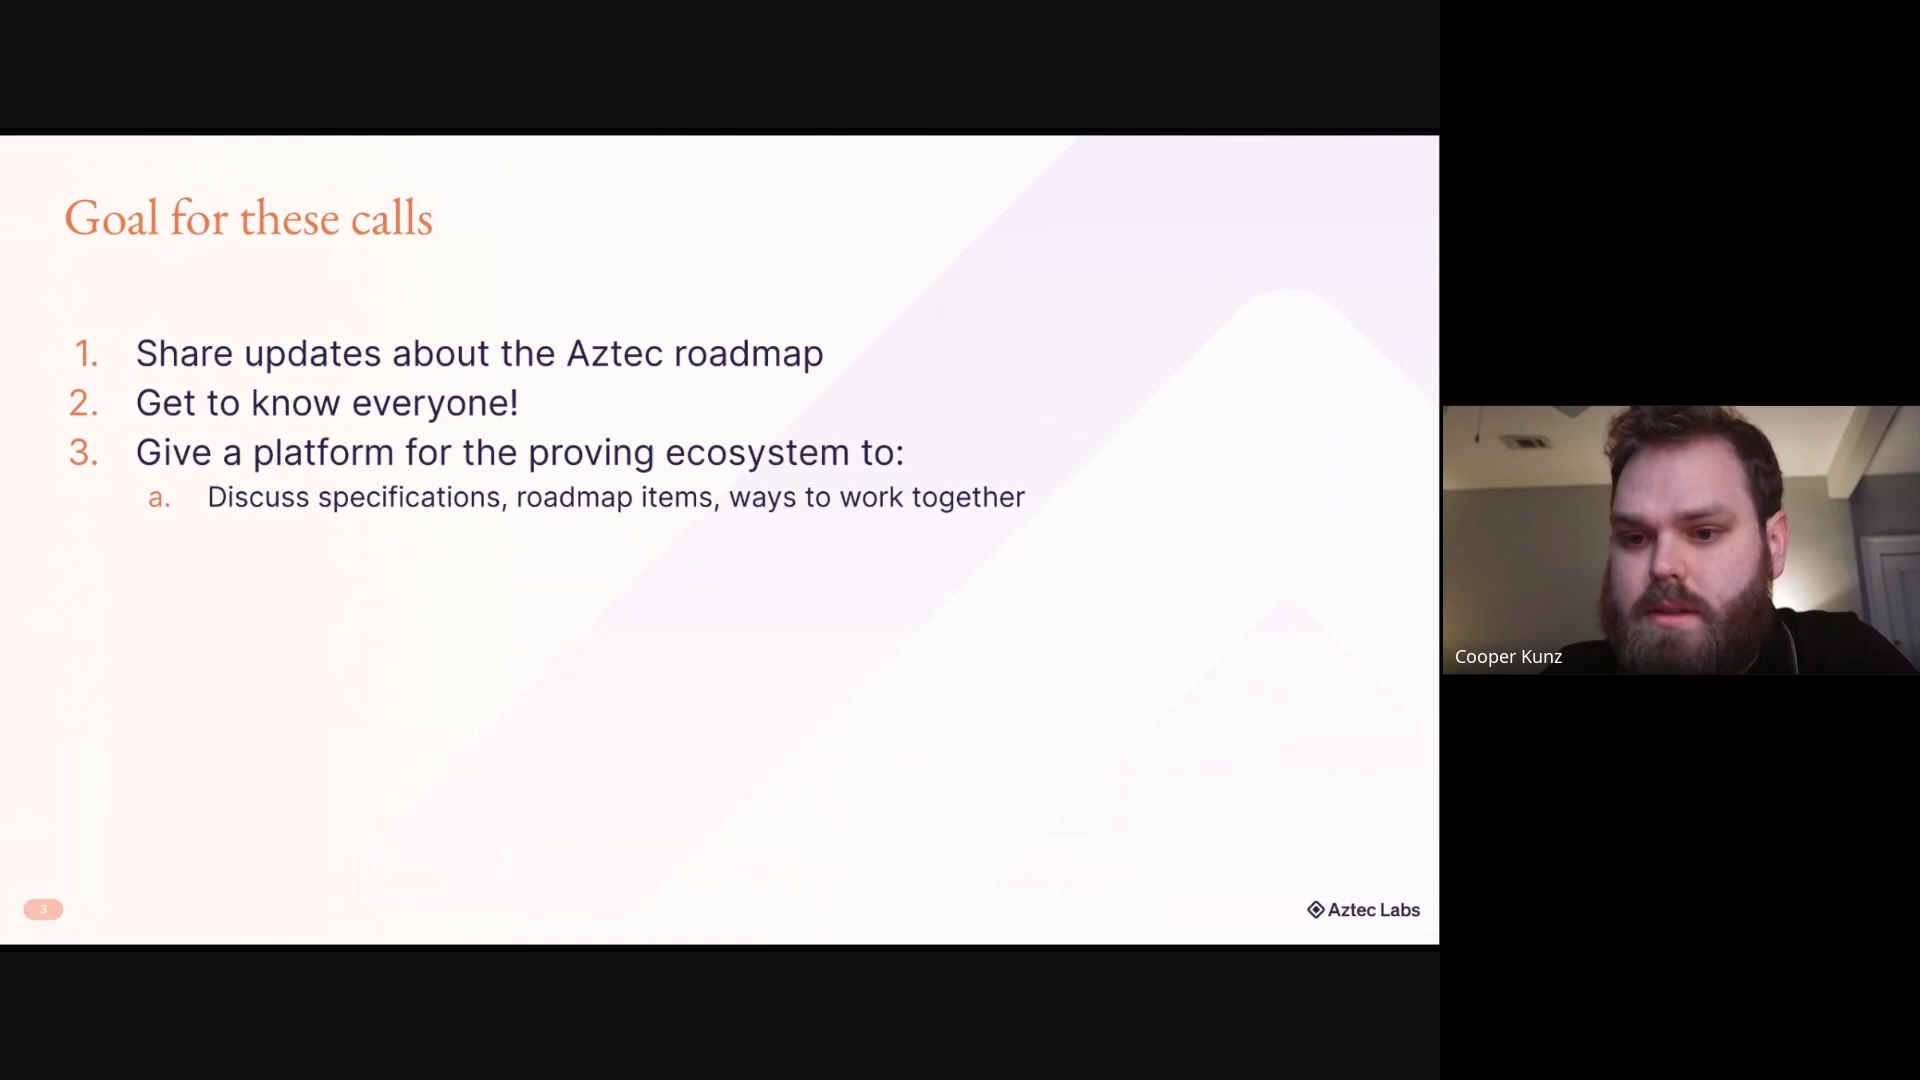 Goal for these calls
1. Share updates about the Aztec roadmap
2. Get to know everyone!
3. Give a platform for the proving ecosystem to:
a. Discuss specifications, roadmap items, ways to work together
Cooper Kunz
3
Aztec Labs